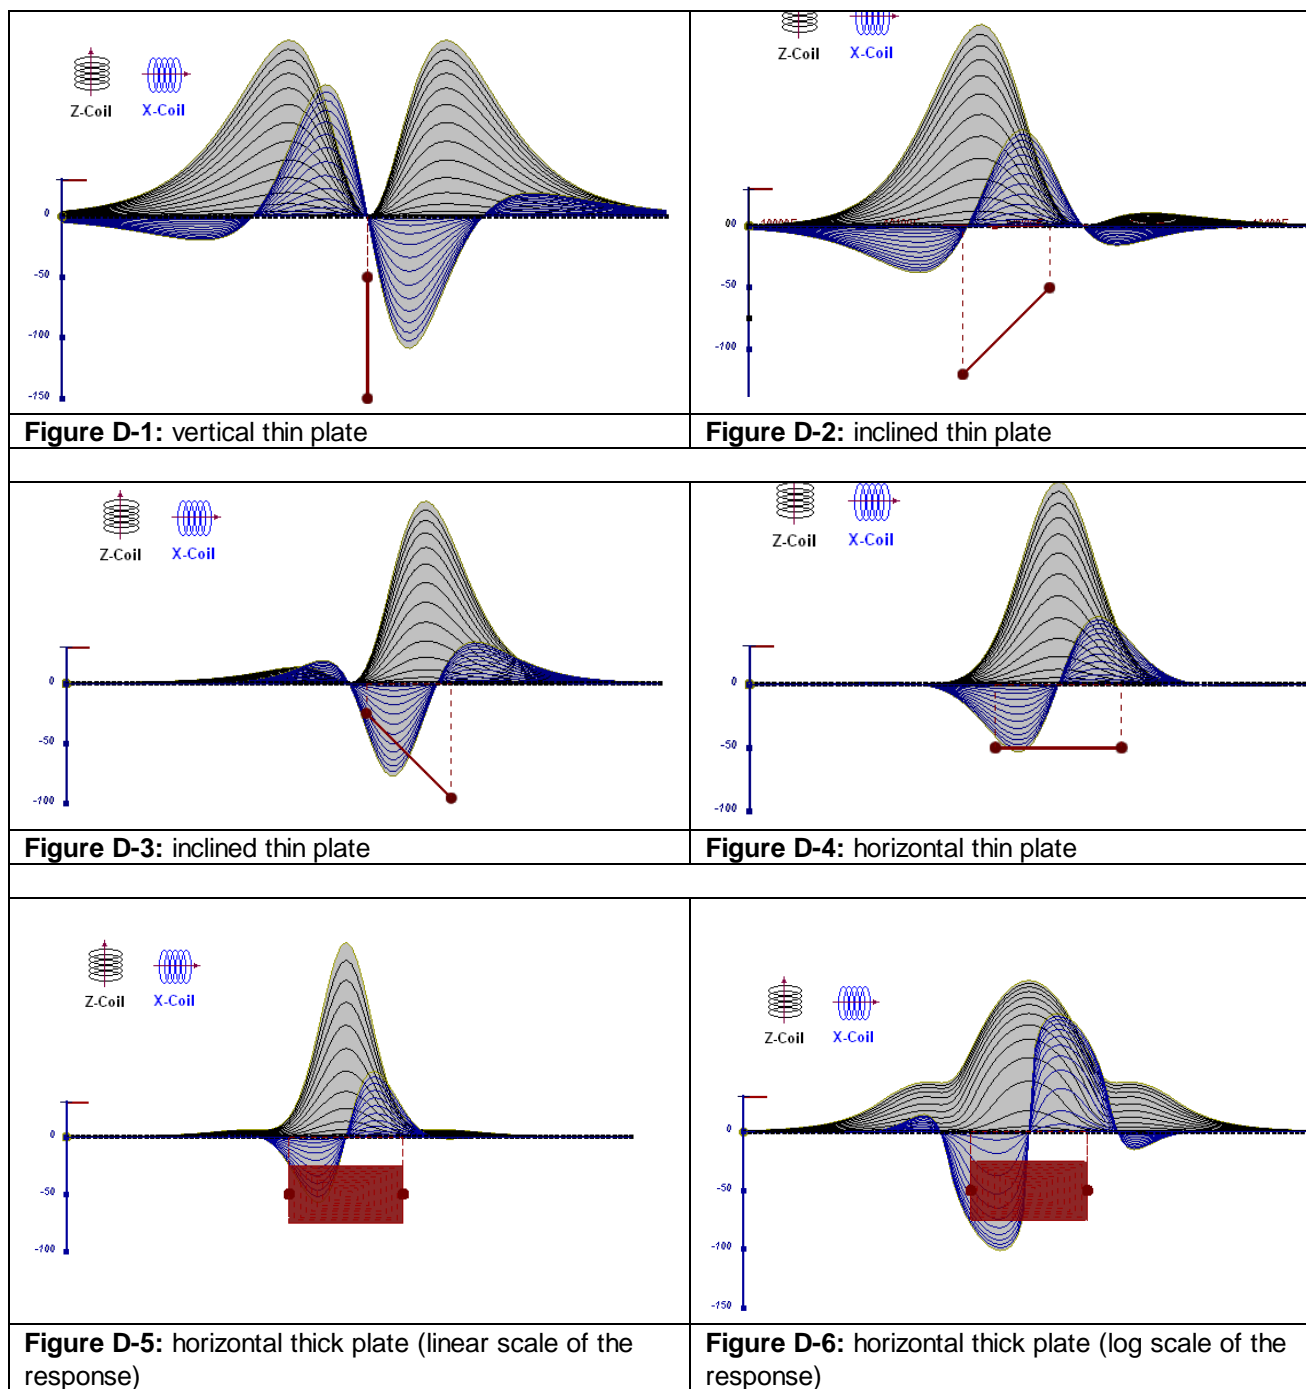 Z-Coil X-Coil
0
-50
-100
-150
Figure D-1: vertical thin plate
Z-Coil X-Coil
00
-50
-100
Figure D-2: inclined thin plate
Z-Coil X-Coil
0
-50
-100
Figure D-3: inclined thin plate
Z-Coil X-Coil
0
-50
-100
Figure D-4: horizontal thin plate
Z-Coil X-Coil
0
-50
-100
Figure D-5: horizontal thick plate (linear scale of the
response)
Z-Coil X-Coil
0
-50
-100
-150
Figure D-6: horizontal thick plate (log scale of the
response)